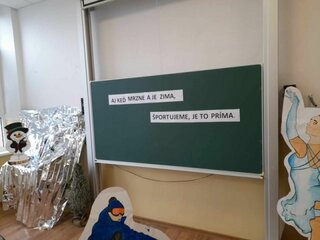 AJ KEĎ MRZNE A JE ZIMA,
ŠPORTUJEME, JE TO PRÍMA.